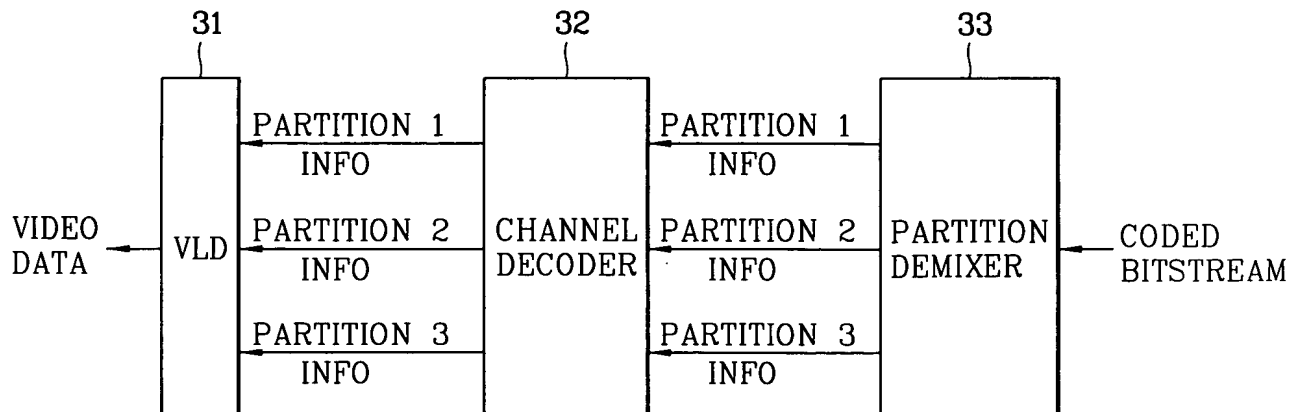 31
32
33
PARTITION 1
INFO
PARTITION 1
INFO
VIDEO
DATA
VLD
PARTITION 2
INFO
CHANNEL
DECODER
PARTITION 2
INFO
PARTITION
DEMIXER
CODED
BITSTREAM
PARTITION 3
INFO
PARTITION 3
INFO